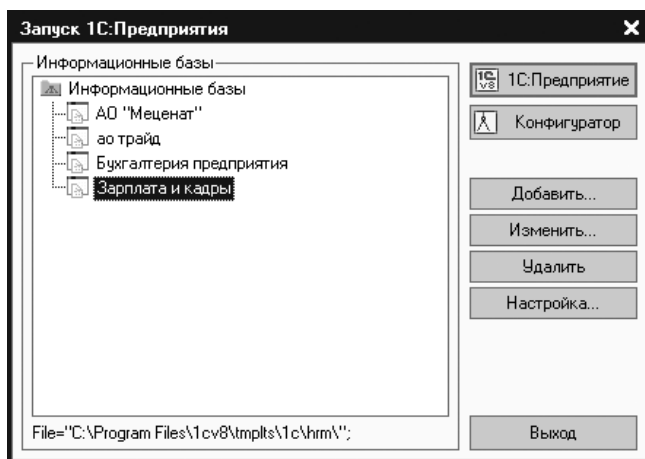 Запуск 1С:Предприятия
Информационные базы
Информационные базы
АО "Меценат"
ао трайд
Бухгалтерия предприятия
Зарплата и кадры
File="C:\Program Files\1cv8\tmplts\1c\hrm\";
1С:Предприятие
Конфигуратор
Добавить...
Изменить...
Удалить
Настройка...
Выход